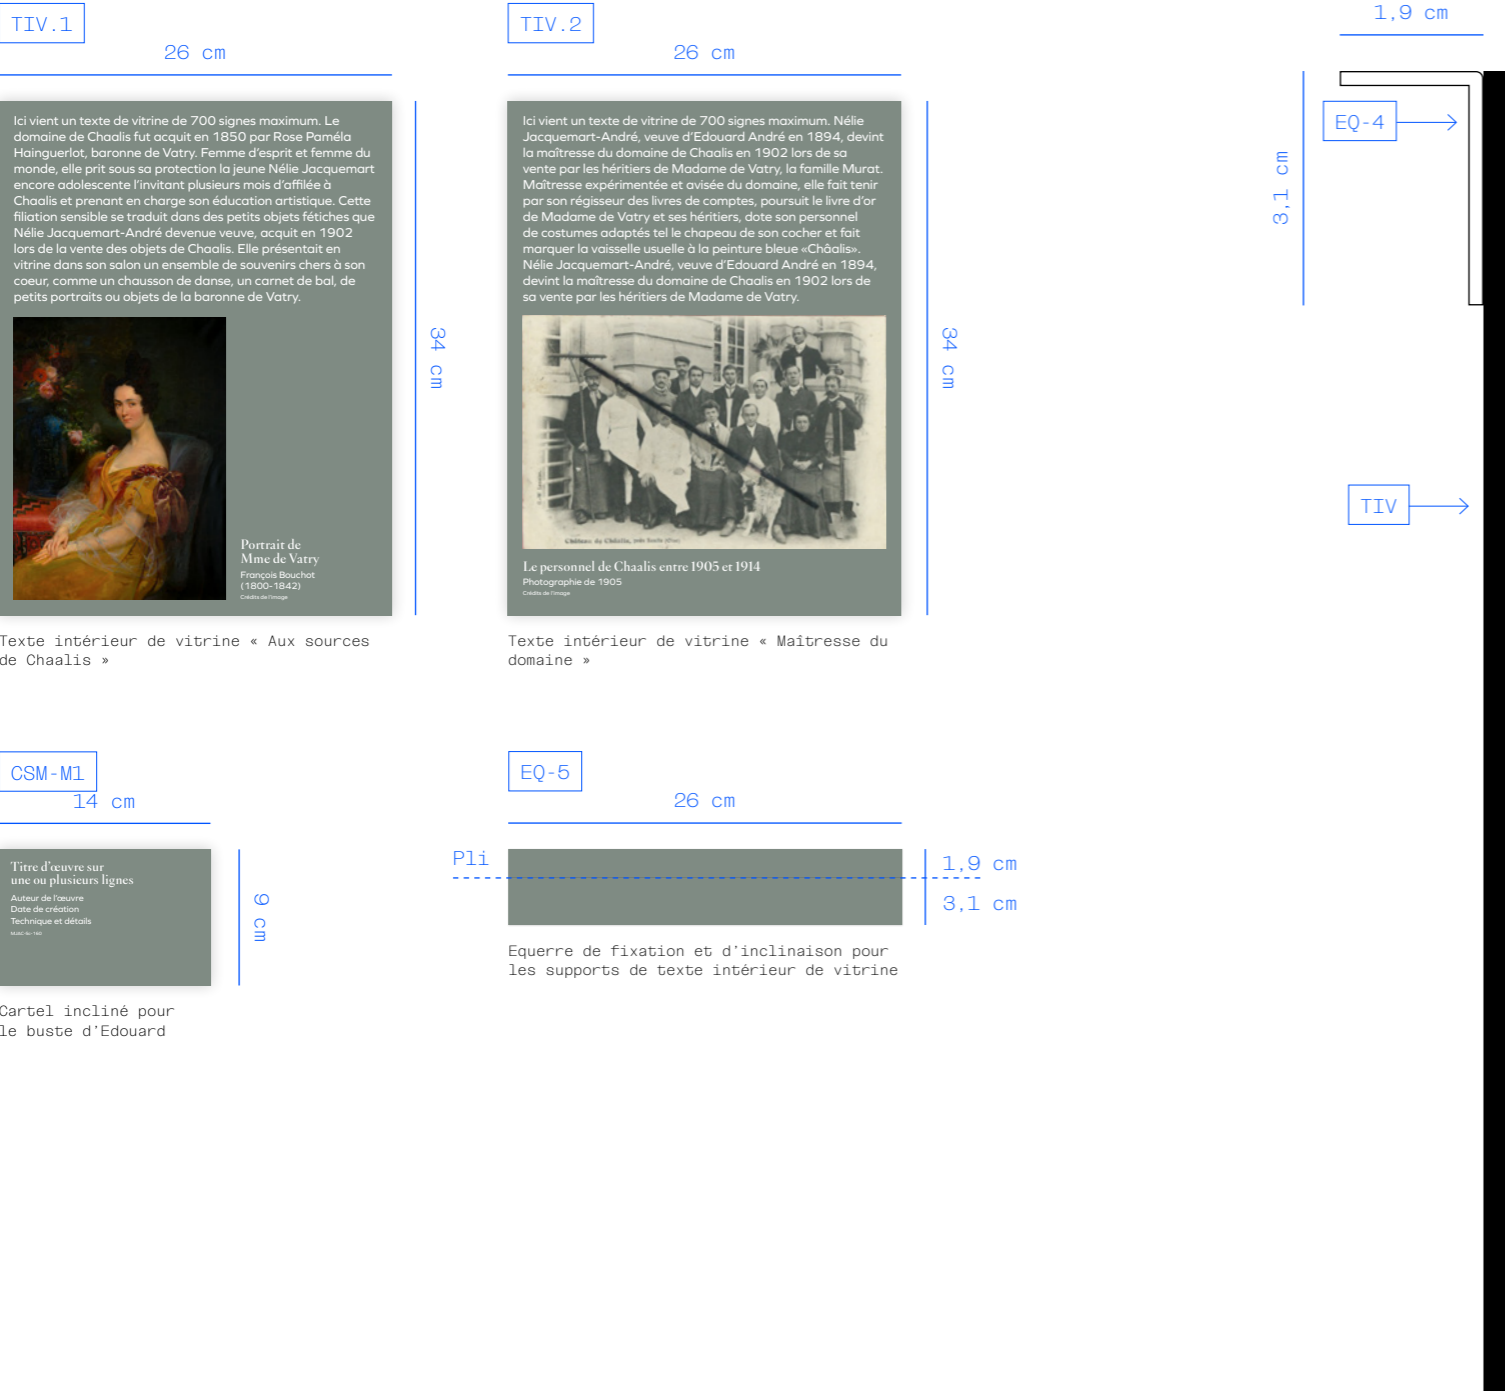 TIV.1
26 cm
Ici vient un texte de vitrine de 700 signes maximum. Le
domaine de Chaalis fut acquit en 1850 par Rose Paméla
Hainguerlot, baronne de Vatry. Femme d'esprit et femme du
monde, elle prit sous sa protection la jeune Nélie Jacquemart
encore adolescente l'invitant plusieurs mois d'affilée à
Chaalis et prenant en charge son éducation artistique. Cette
filiation sensible se traduit dans des petits objets fétiches que
Nélie Jacquemart-André devenue veuve, acquit en 1902
lors de la vente des objets de Chaalis. Elle présentait en
vitrine dans son salon un ensemble de souvenirs chers à son
coeur, comme un chausson de danse, un carnet de bal, de
petits portraits ou objets de la baronne de Vatry.
Portrait de
Mme de Vatry
François Bouchot
(1800-1842)
Crédits de l'image
34 cm
Texte intérieur de vitrine « Aux sources
de Chaalis »
TIV.2
26 cm
Ici vient un texte de vitrine de 700 signes maximum. Nélie
Jacquemart-André, veuve d'Edouard André en 1894, devint
la maîtresse du domaine de Chaalis en 1902 lors de sa
vente par les héritiers de Madame de Vatry, la famille Murat.
Maîtresse expérimentée et avisée du domaine, elle fait tenir
par son régisseur des livres de comptes, poursuit le livre d'or
de Madame de Vatry et ses héritiers, dote son personnel
de costumes adaptés tel le chapeau de son cocher et fait
marquer la vaisselle usuelle à la peinture bleue «Châalis».
Nélie Jacquemart-André, veuve d'Edouard André en 1894,
devint la maîtresse du domaine de Chaalis en 1902 lors de
sa vente par les héritiers de Madame de Vatry.
Château de Châalis, près Senlis (Oise)
Le personnel de Chaalis entre 1905 et 1914
Photographie de 1905
Crédits de l'image
34 cm
Texte intérieur de vitrine « Maîtresse du
domaine »
1,9 cm
3,1 cm
EQ-4
TIV
CSM-M1
14 cm
Titre d'œuvre sur
une ou plusieurs lignes
Auteur de l'œuvre
Date de création
Technique et détails
9 cm
Cartel incliné pour
le buste d'Edouard
EQ-5
26 cm
Pli
1,9 cm
3,1 cm
Equerre de fixation et d'inclinaison pour
les supports de texte intérieur de vitrine